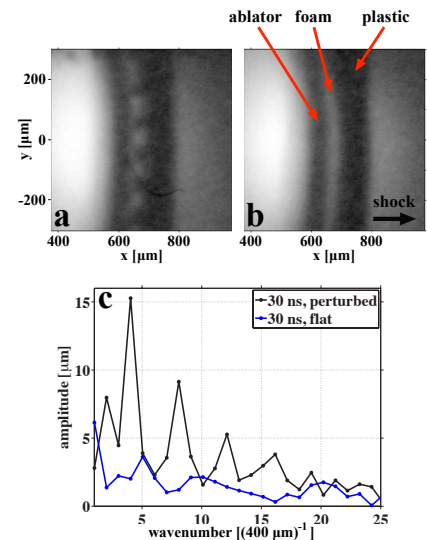 ablator foam plastic
200
0
-200
y [μm]
a
b
shock
400 600 800
400 600 800
x [μm]
x [μm]
c
30 ns, perturbed
30 ns, flat
15
10
5
0
amplitude [μm]
5 10 15 20 25
wavenumber [(400 μm)⁻¹]